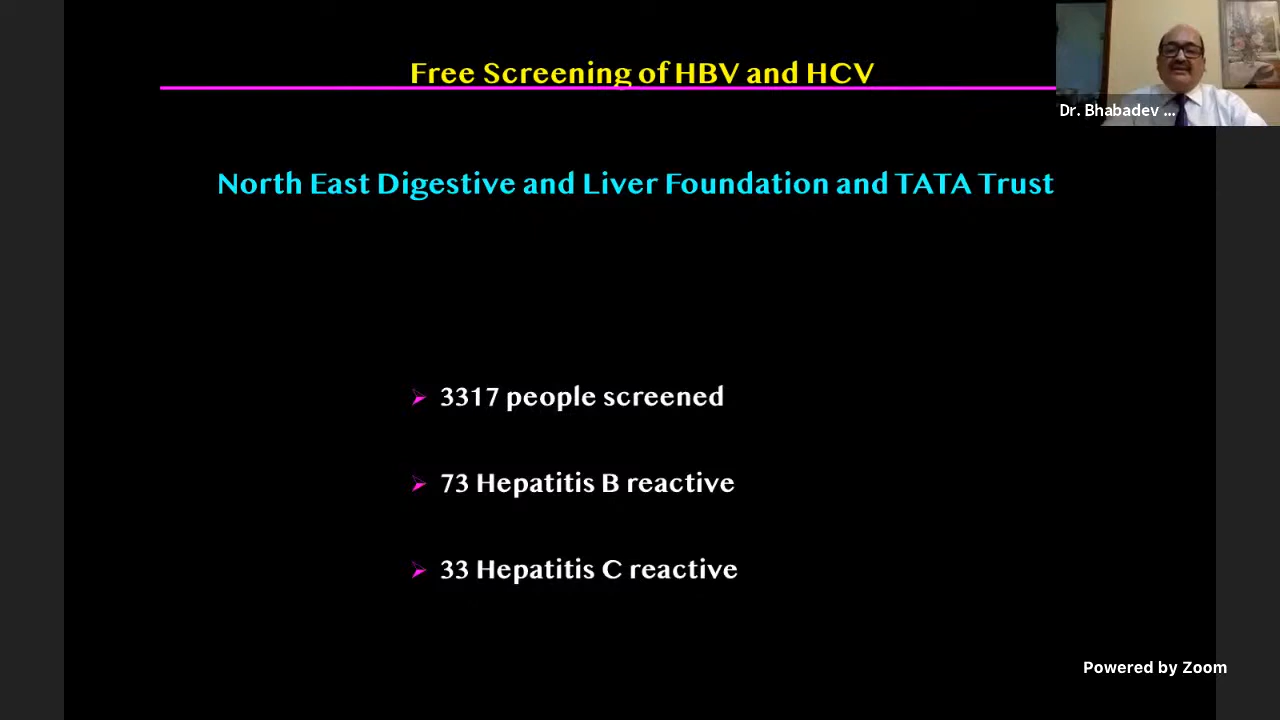 Free Screening of HBV and HCV
Dr. Bhabadev ...
North East Digestive and Liver Foundation and TATA Trust
3317 people screened
73 Hepatitis B reactive
33 Hepatitis C reactive
Powered by Zoom